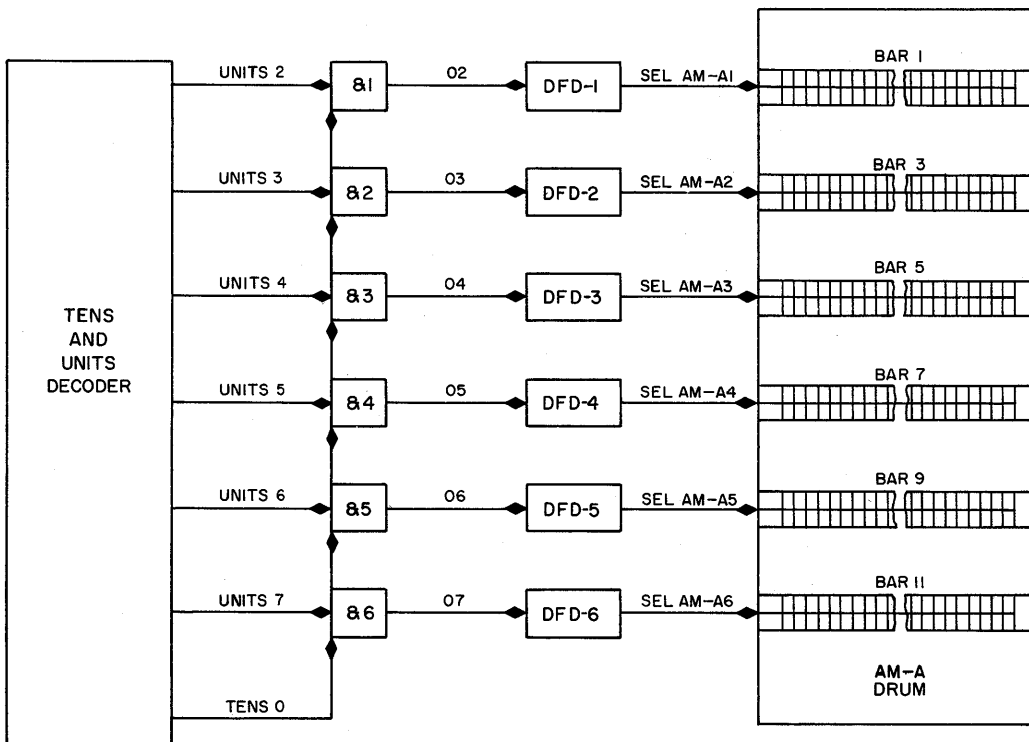 BAR 1
UNITS 2
&1
02
DFD-1
SEL AM-A1
BAR 3
UNITS 3
&2
03
DFD-2
SEL AM-A2
BAR 5
UNITS 4
&3
04
DFD-3
SEL AM-A3
TENS
AND
UNITS
DECODER
BAR 7
UNITS 5
&4
05
DFD-4
SEL AM-A4
BAR 9
UNITS 6
&5
06
DFD-5
SEL AM-A5
BAR 11
UNITS 7
&6
07
DFD-6
SEL AM-A6
AM-A
DRUM
TENS 0